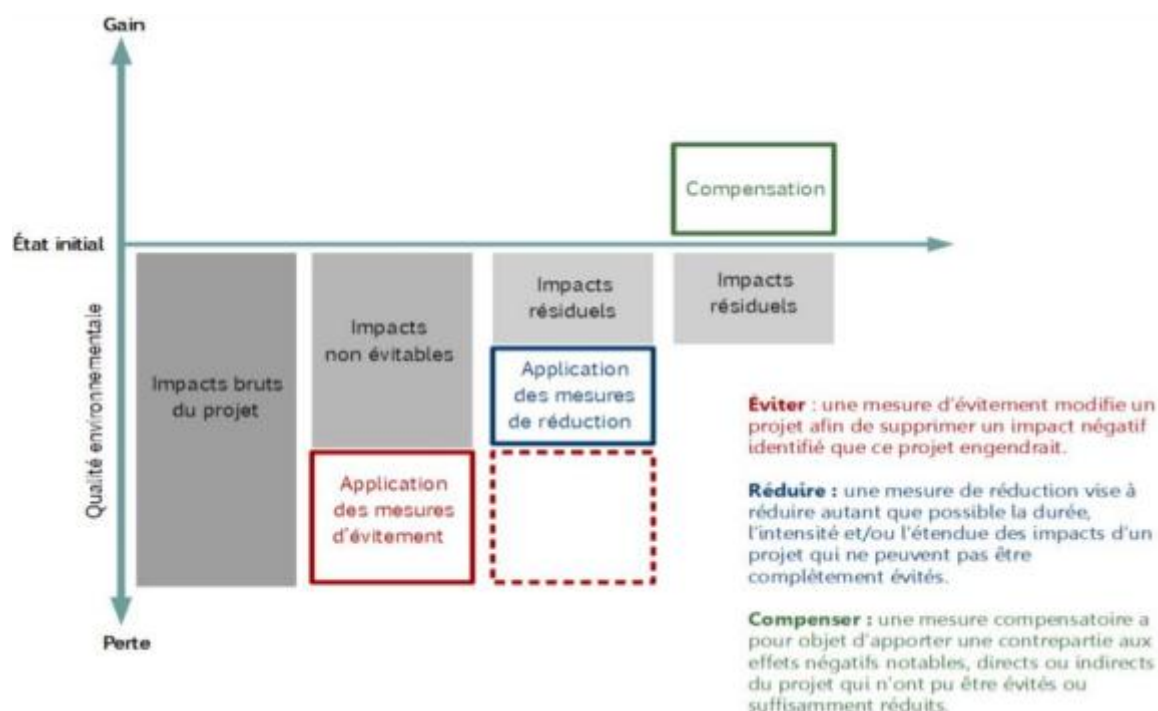 Gain
Compensation
État initial
Impacts bruts
du projet
Impacts
non évitables
Impacts
résiduels
Impacts
résiduels
Application
des mesures
de réduction
Application
des mesures
d'évitement
Qualité environnementale
Perte
Éviter : une mesure d'évitement modifie un
projet afin de supprimer un impact négatif
identifié que ce projet engendrait.
Réduire : une mesure de réduction vise à
réduire autant que possible la durée,
l'intensité et/ou l'étendue des impacts d'un
projet qui ne peuvent pas être
complètement évités.
Compenser : une mesure compensatoire a
pour objet d'apporter une contrepartie aux
effets négatifs notables, directs ou indirects
du projet qui n'ont pu être évités ou
suffisamment réduits.